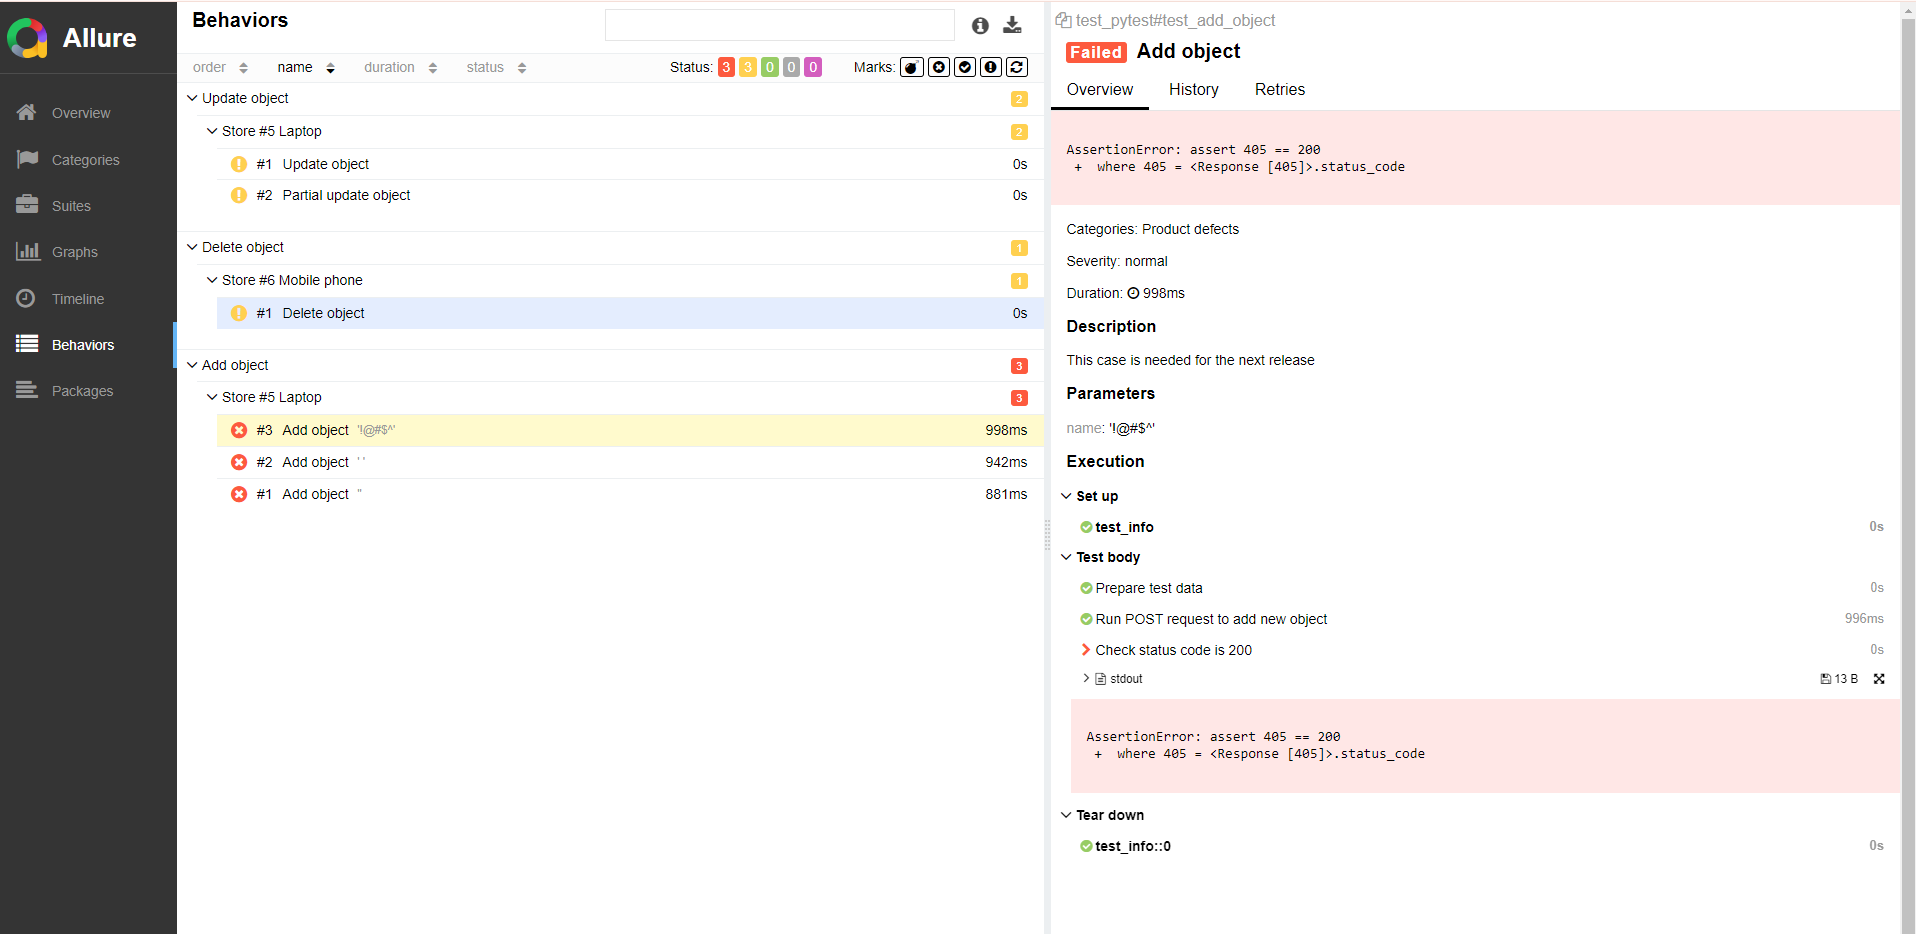 Allure
Overview
Categories
Suites
Graphs
Timeline
Behaviors
Packages
Behaviors
order name duration status Status: 3 3 0 0 0 Marks:
Update object 2
Store #5 Laptop 2
#1 Update object 0s
#2 Partial update object 0s
Delete object 1
Store #6 Mobile phone 1
#1 Delete object 0s
Add object 3
Store #5 Laptop 3
#3 Add object '!@#$^' 998ms
#2 Add object ' ' 942ms
#1 Add object '' 881ms
test_pytest#test_add_object
Failed Add object
Overview History Retries
AssertionError: assert 405 == 200
+ where 405 = <Response [405]>.status_code
Categories: Product defects
Severity: normal
Duration: 998ms
Description
This case is needed for the next release
Parameters
name: '!@#$^'
Execution
Set up
test_info 0s
Test body
Prepare test data 0s
Run POST request to add new object 996ms
Check status code is 200 0s
stdout 13 B
AssertionError: assert 405 == 200
+ where 405 = <Response [405]>.status_code
Tear down
test_info::0 0s